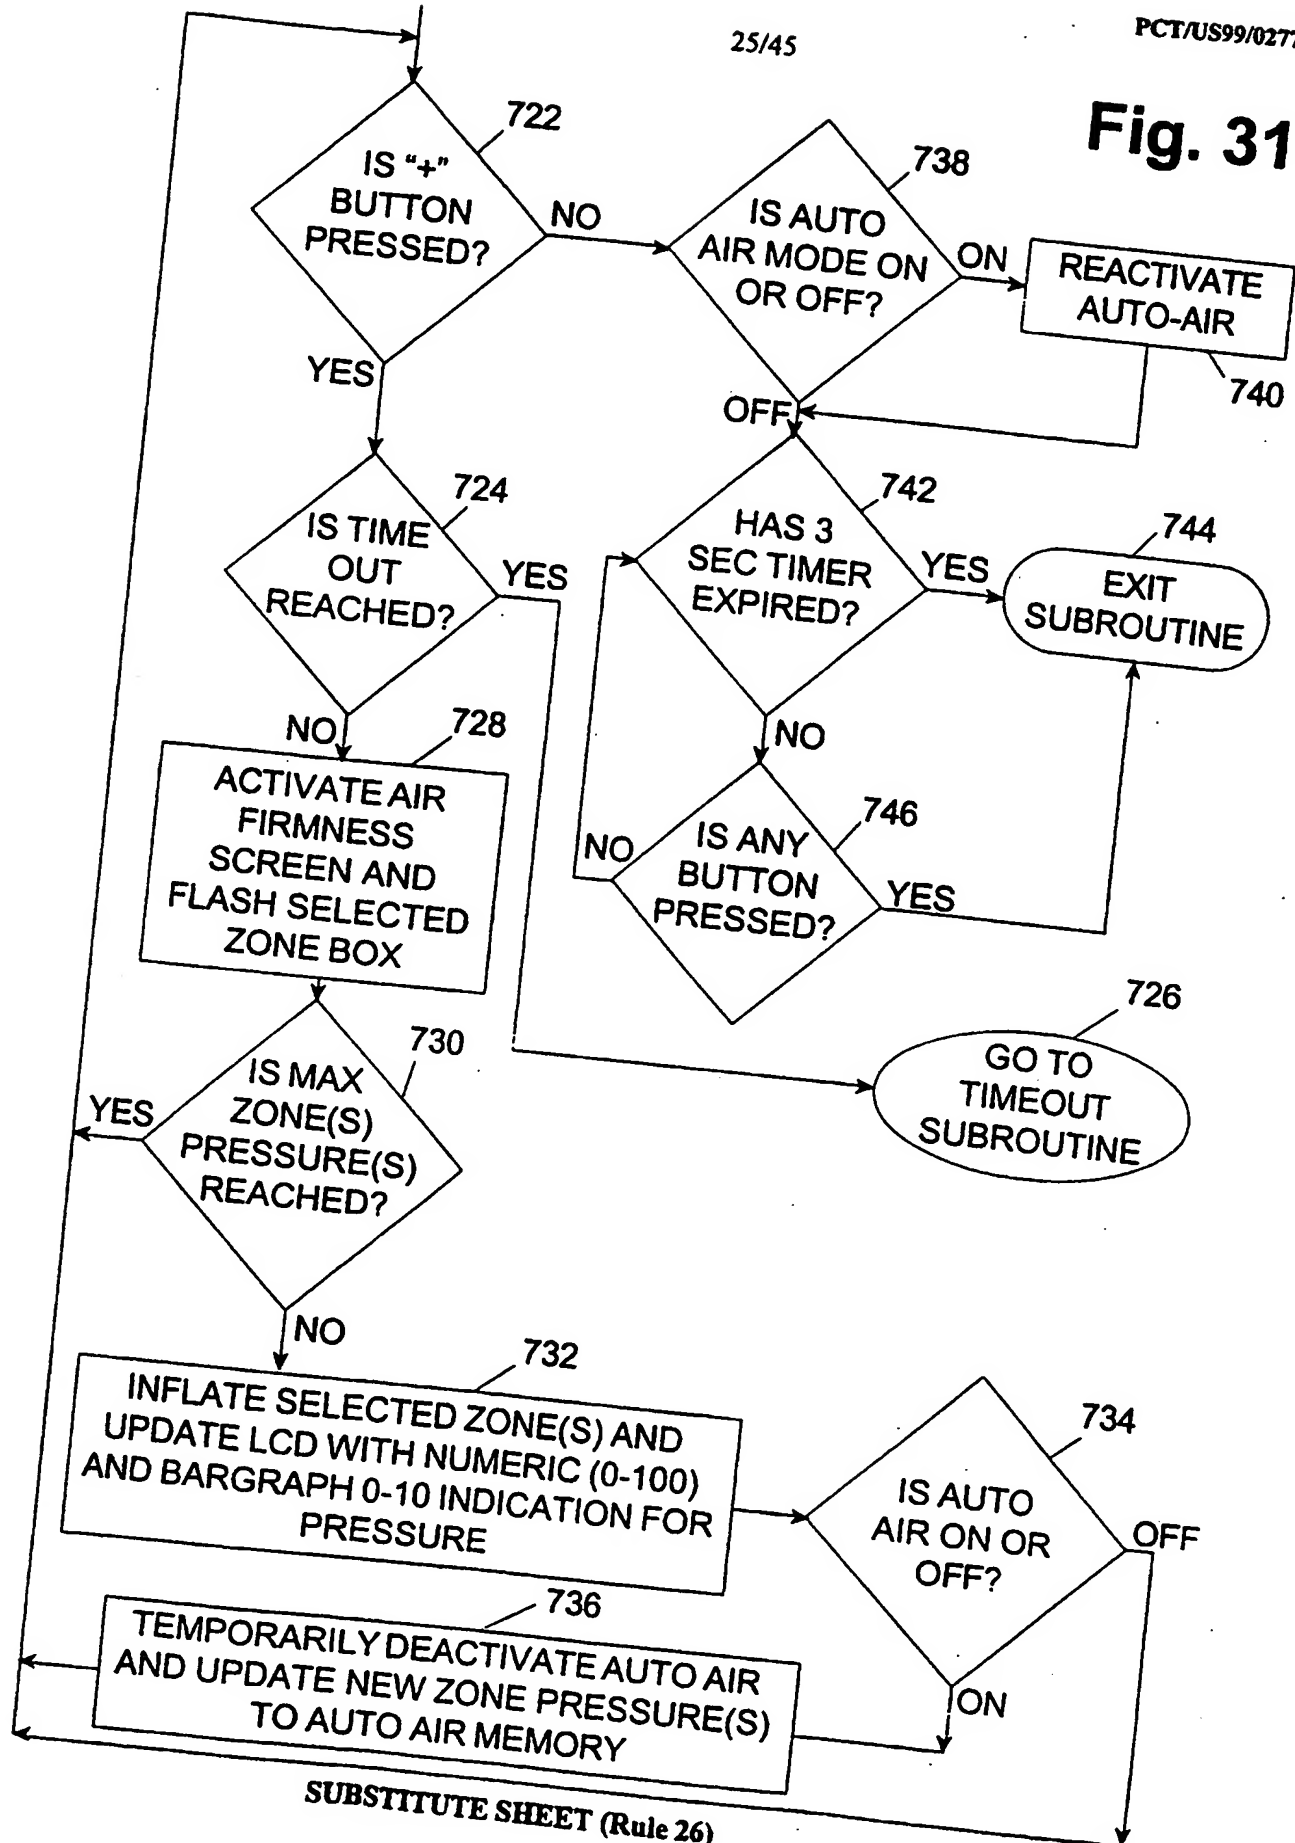 25/45
PCT/US99/0277
Fig. 31
722
IS "+"
BUTTON
PRESSED?
NO
YES
738
IS AUTO
AIR MODE ON
OR OFF?
ON
OFF
REACTIVATE
AUTO-AIR
740
724
IS TIME
OUT
REACHED?
YES
NO
742
HAS 3
SEC TIMER
EXPIRED?
YES
NO
744
EXIT
SUBROUTINE
728
ACTIVATE AIR
FIRMNESS
SCREEN AND
FLASH SELECTED
ZONE BOX
746
IS ANY
BUTTON
PRESSED?
NO
YES
726
GO TO
TIMEOUT
SUBROUTINE
730
IS MAX
ZONE(S)
PRESSURE(S)
REACHED?
YES
NO
732
INFLATE SELECTED ZONE(S) AND
UPDATE LCD WITH NUMERIC (0-100)
AND BARGRAPH 0-10 INDICATION FOR
PRESSURE
734
IS AUTO
AIR ON OR
OFF?
OFF
ON
736
TEMPORARILY DEACTIVATE AUTO AIR
AND UPDATE NEW ZONE PRESSURE(S)
TO AUTO AIR MEMORY
SUBSTITUTE SHEET (Rule 26)